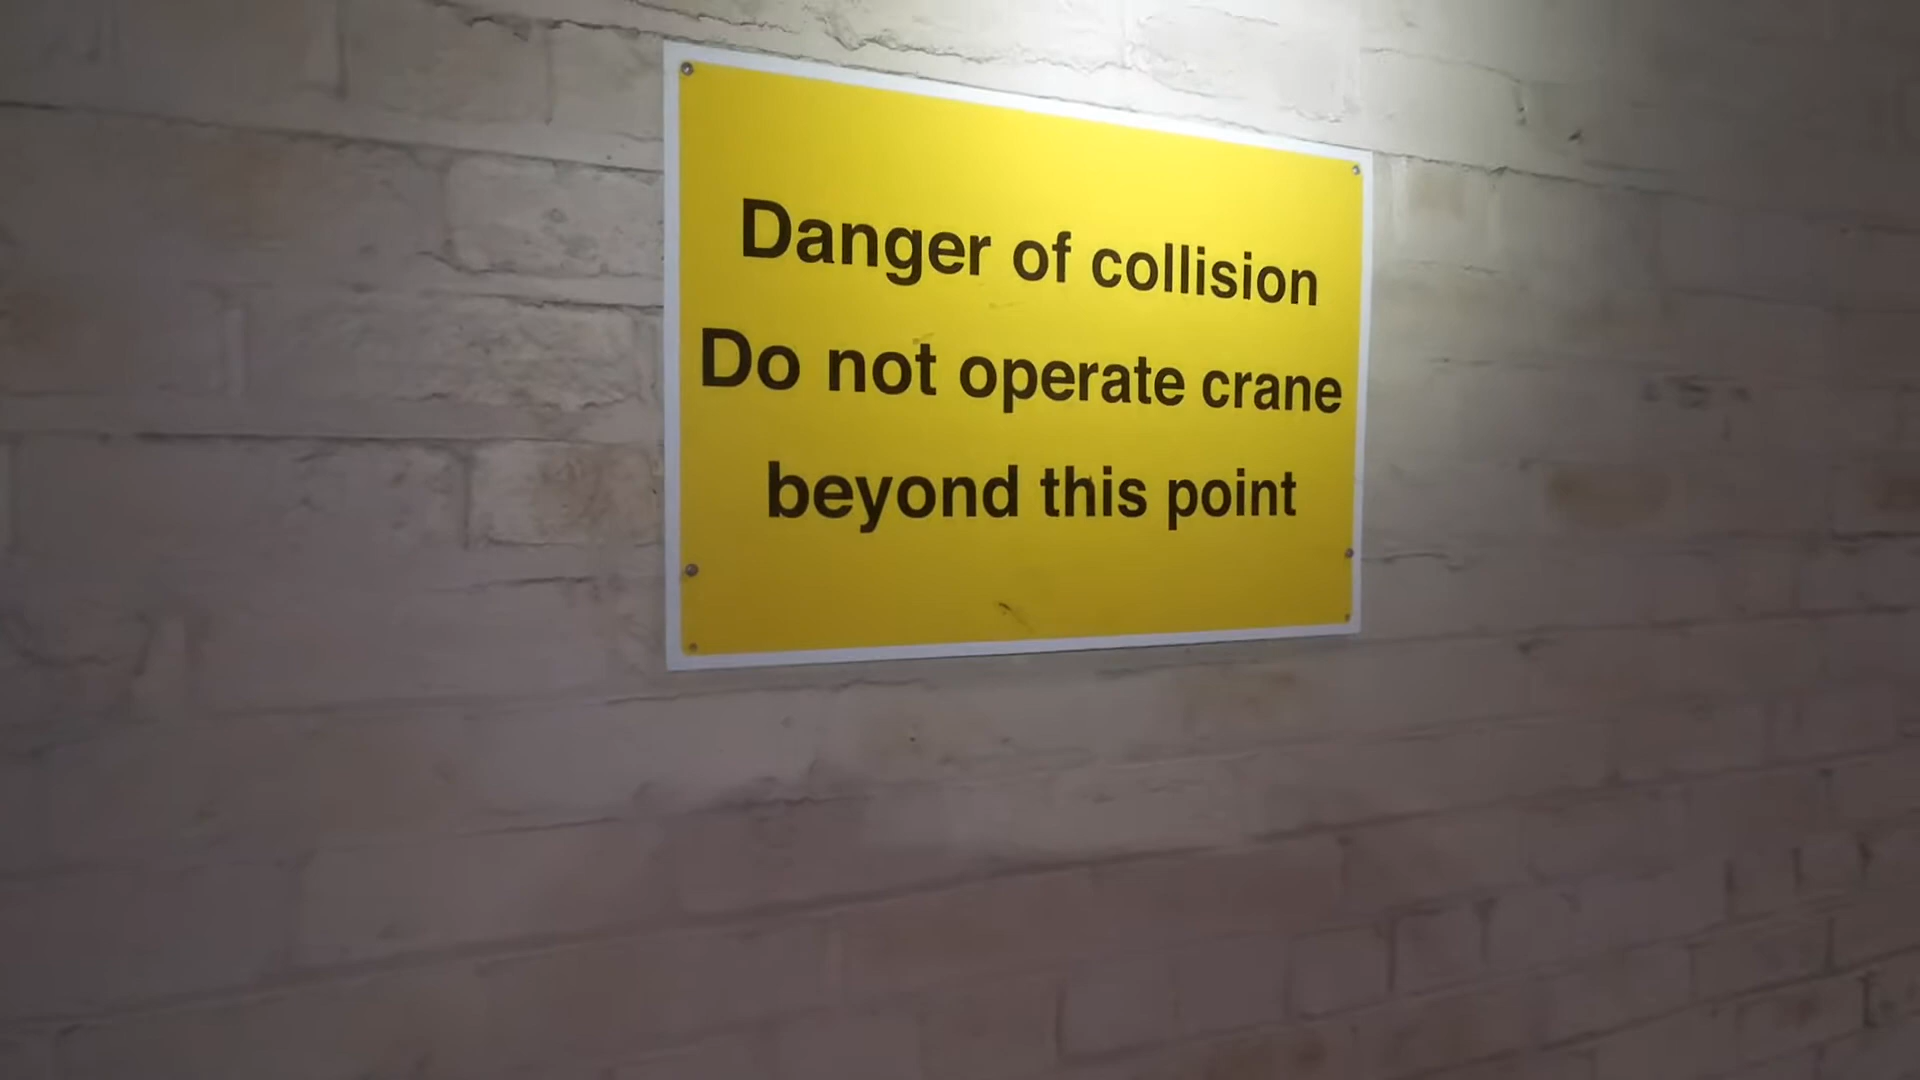 Danger of collision
Do not operate crane
beyond this point